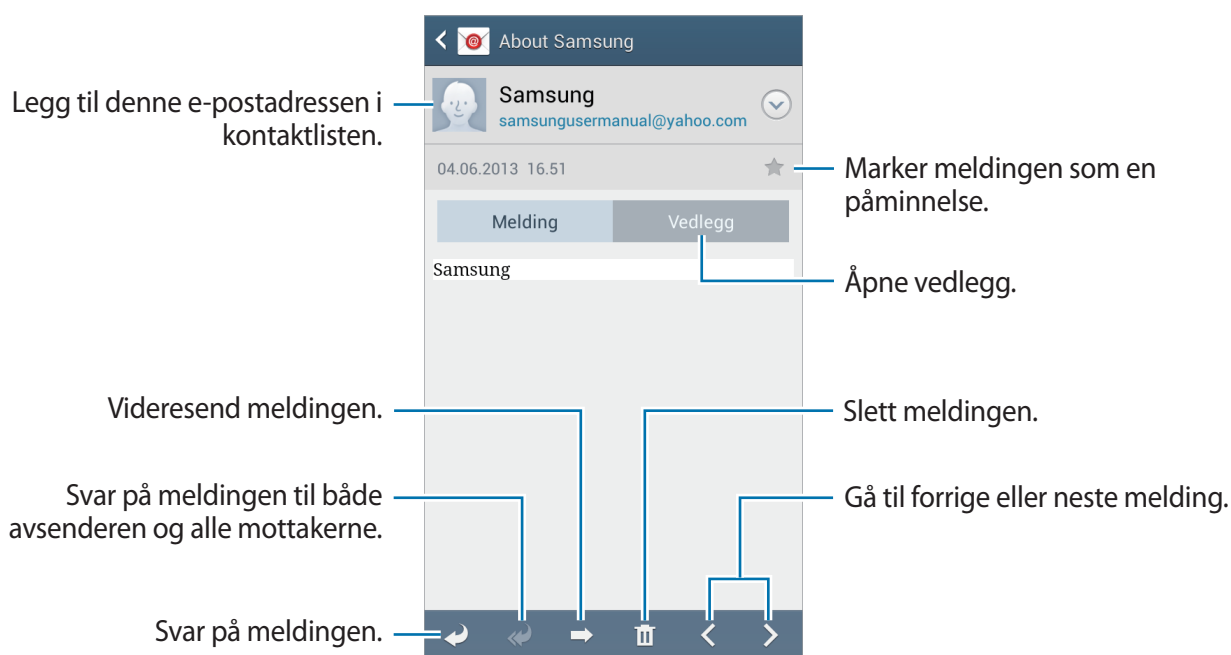 About Samsung
Legg til denne e-postadressen i
kontaktlisten.
Samsung
samsungusermanual@yahoo.com
04.06.2013 16.51
Marker meldingen som en
påminnelse.
Melding
Vedlegg
Samsung
Åpne vedlegg.
Videresend meldingen.
Slett meldingen.
Svar på meldingen til både
avsenderen og alle mottakerne.
Gå til forrige eller neste melding.
Svar på meldingen.